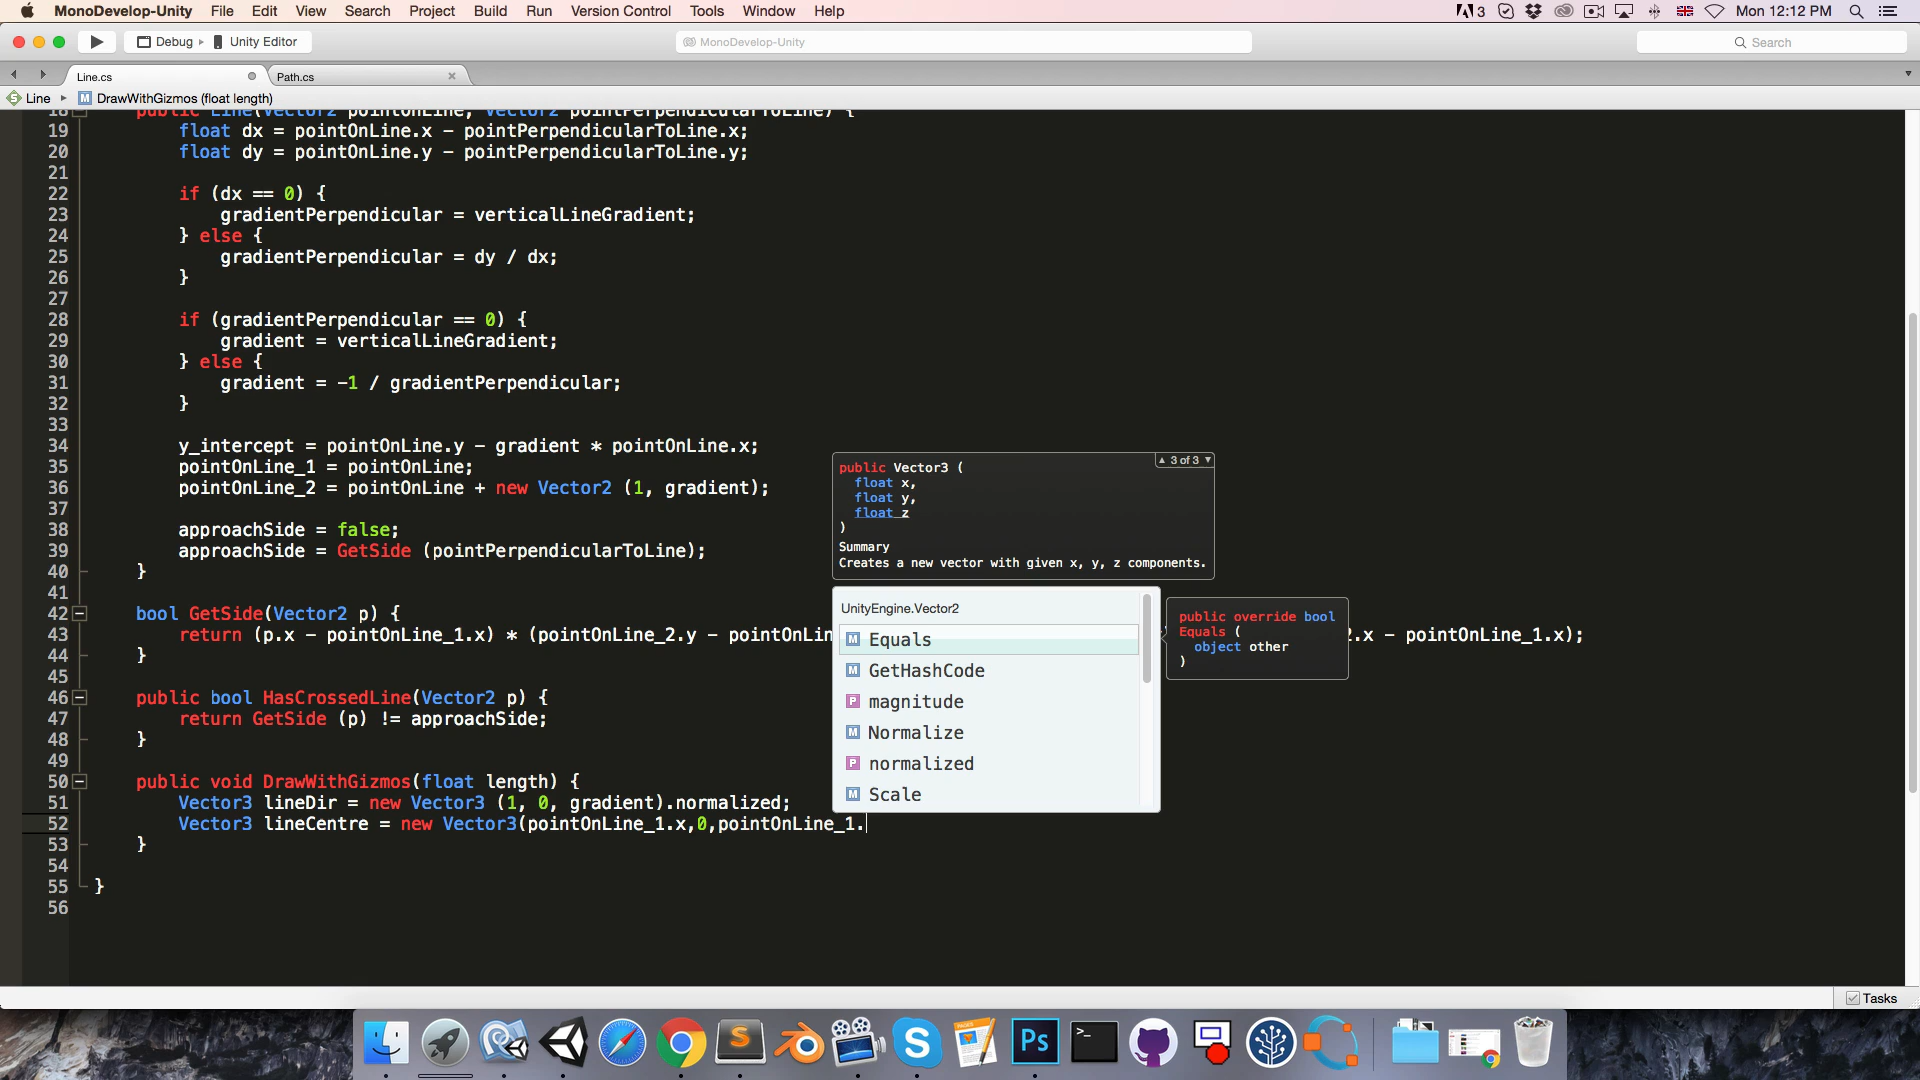 MonoDevelop-Unity File Edit View Search Project Build Run Version Control Tools Window Help 3 Mon 12:12 PM
Debug Unity Editor MonoDevelop-Unity Search
Line.cs Path.cs
Line DrawWithGizmos (float length)
18 public Line(Vector2 pointOnLine, Vector2 pointPerpendicularToLine) {
19 float dx = pointOnLine.x - pointPerpendicularToLine.x;
20 float dy = pointOnLine.y - pointPerpendicularToLine.y;
21
22 if (dx == 0) {
23 gradientPerpendicular = verticalLineGradient;
24 } else {
25 gradientPerpendicular = dy / dx;
26 }
27
28 if (gradientPerpendicular == 0) {
29 gradient = verticalLineGradient;
30 } else {
31 gradient = -1 / gradientPerpendicular;
32 }
33
34 y_intercept = pointOnLine.y - gradient * pointOnLine.x;
35 pointOnLine_1 = pointOnLine;
36 pointOnLine_2 = pointOnLine + new Vector2 (1, gradient);
37
38 approachSide = false;
39 approachSide = GetSide (pointPerpendicularToLine);
40 }
41
42 bool GetSide(Vector2 p) {
43 return (p.x - pointOnLine_1.x) * (pointOnLine_2.y - pointOnLin 2.x - pointOnLine_1.x);
44 }
45
46 public bool HasCrossedLine(Vector2 p) {
47 return GetSide (p) != approachSide;
48 }
49
50 public void DrawWithGizmos(float length) {
51 Vector3 lineDir = new Vector3 (1, 0, gradient).normalized;
52 Vector3 lineCentre = new Vector3(pointOnLine_1.x,0,pointOnLine_1.
53 }
54
55 }
56
public Vector3 ( 3 of 3
float x,
float y,
float z
)
Summary
Creates a new vector with given x, y, z components.
UnityEngine.Vector2
M Equals
M GetHashCode
P magnitude
M Normalize
P normalized
M Scale
public override bool
Equals (
object other
)
Tasks
S
S
Ps
>_